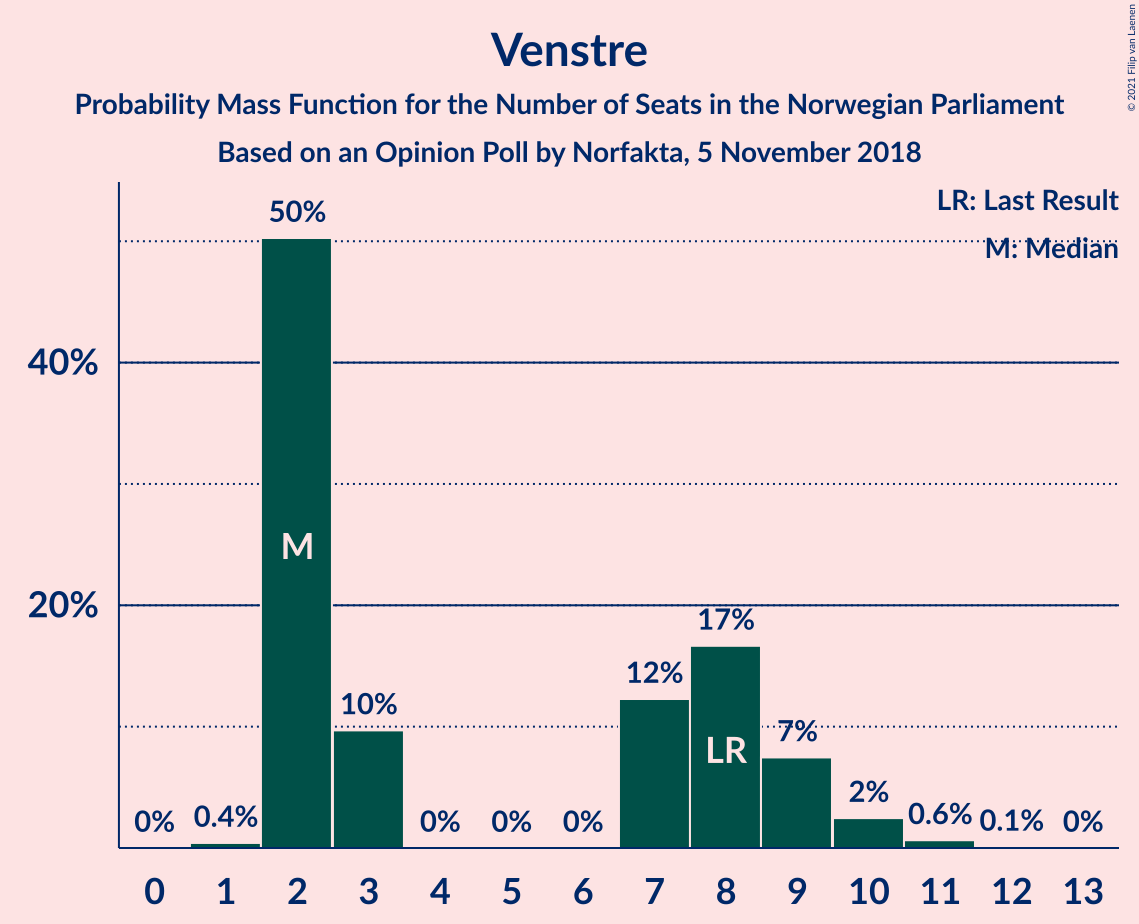 Venstre
Probability Mass Function for the Number of Seats in the Norwegian Parliament
Based on an Opinion Poll by Norfakta, 5 November 2018
© 2021 Filip van Laenen
LR: Last Result
M: Median
50%
40%
M
20%
17%
12%
10%
7%
LR
2%
0% 0.4% 0% 0% 0% 0.6% 0.1% 0%
0 1 2 3 4 5 6 7 8 9 10 11 12 13